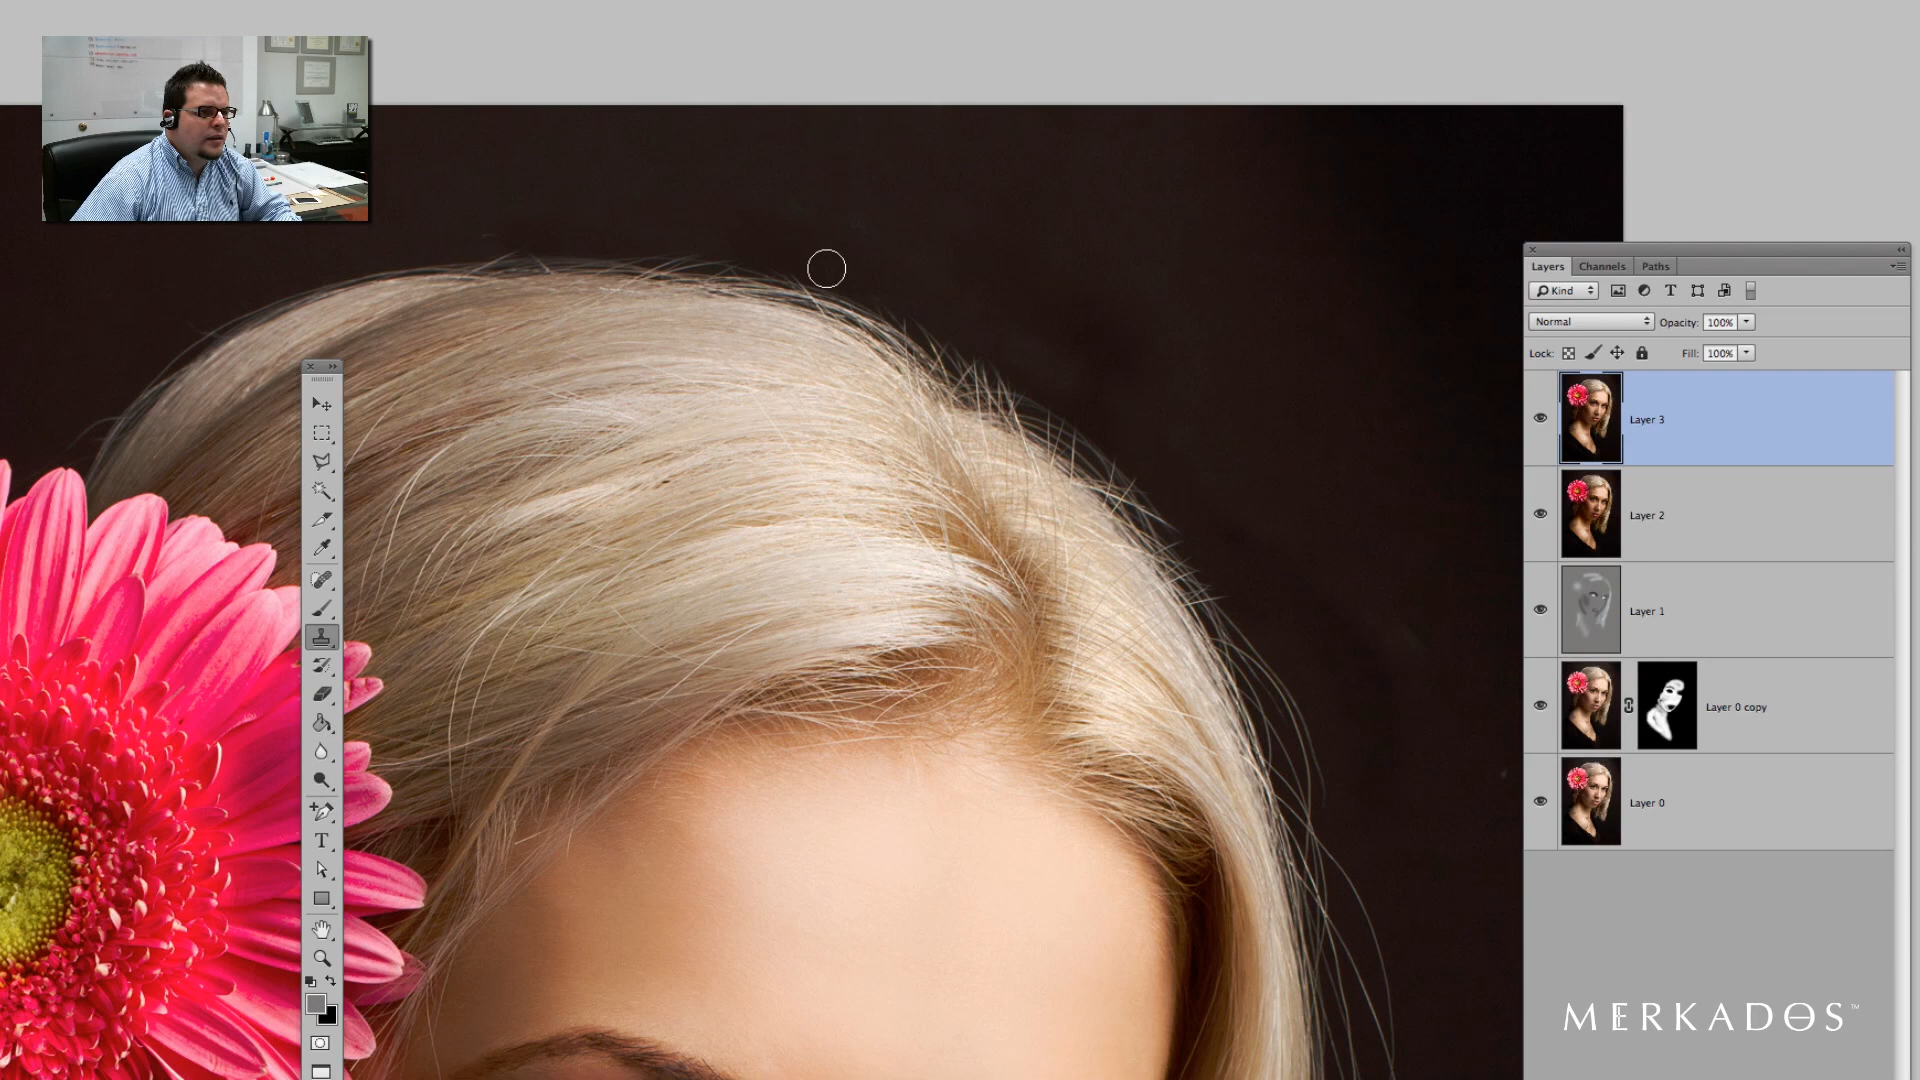 Layers Channels Paths
Kind T
Normal Opacity: 100%
Lock: Fill: 100%
Layer 3
Layer 2
Layer 1
Layer 0 copy
Layer 0
T
MERKADOS™